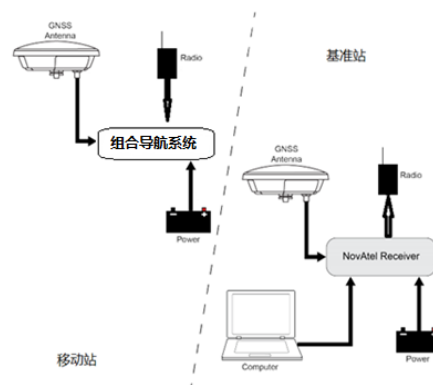 GNSS
Antenna
Radio
组合导航系统
Power
移动站
基准站
GNSS
Antenna
Radio
NovAtel Receiver
Computer
Power